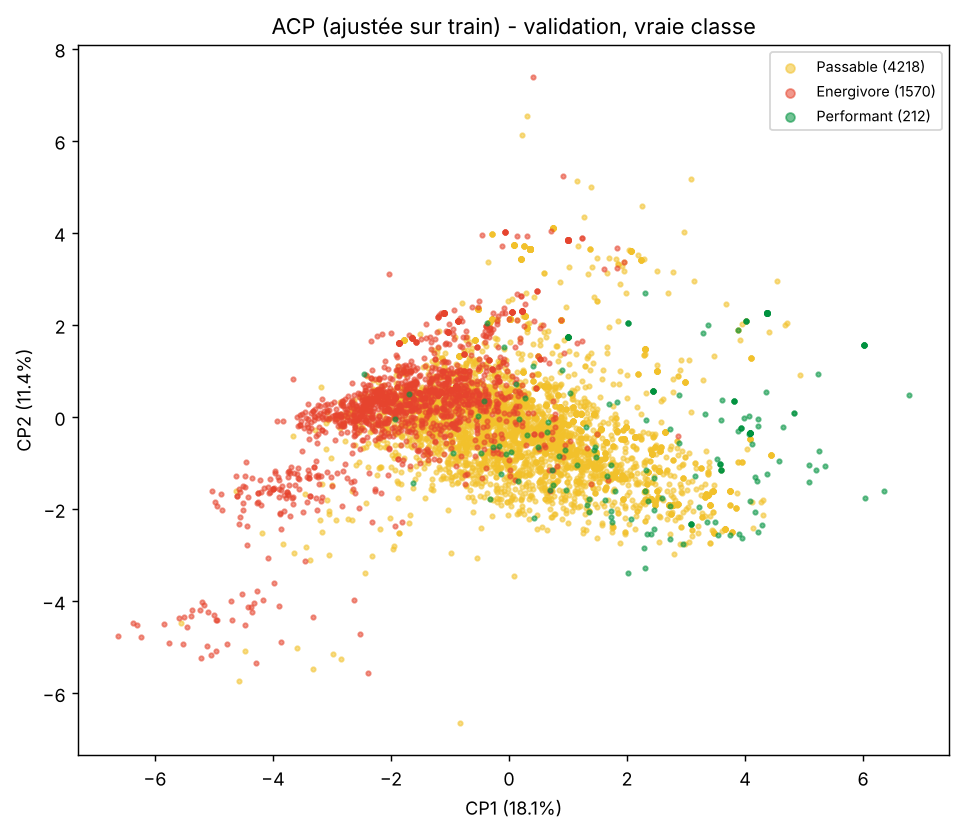 ACP (ajustée sur train) - validation, vraie classe
Passable (4218)
Energivore (1570)
Performant (212)
8
6
4
2
0
−2
−4
−6
CP2 (11.4%)
−6
−4
−2
0
2
4
6
CP1 (18.1%)